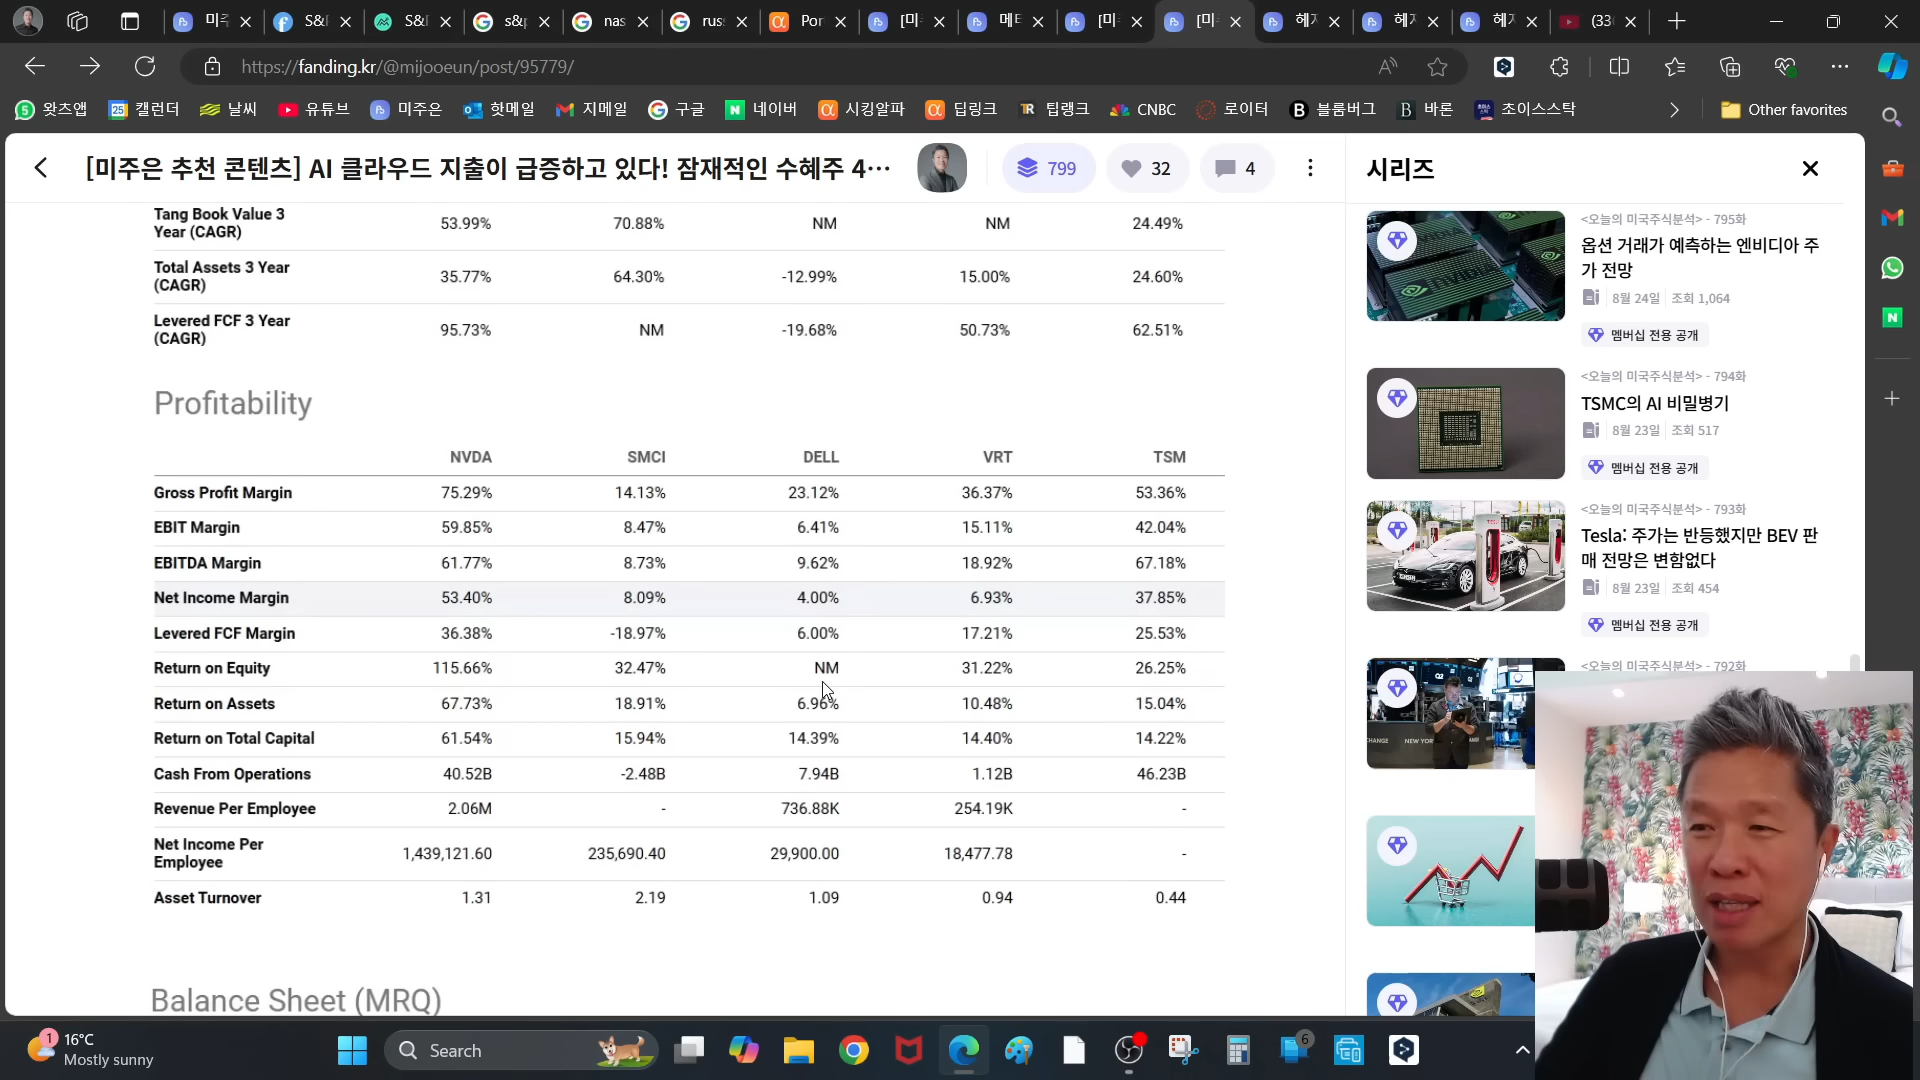 미주
S&F
S&F
s&p
nas
rus
Por
[미
메티
[미
[미
헤지
헤지
헤지
(33
https://fanding.kr/@mijooeun/post/95779/
왓츠앱
캘린더
날씨
유튜브
미주은
핫메일
지메일
구글
네이버
시킹알파
딥링크
팁랭크
CNBC
로이터
블룸버그
바론
초이스스탁
Other favorites
[미주은 추천 콘텐츠] AI 클라우드 지출이 급증하고 있다! 잠재적인 수혜주 4…
799
32
4
시리즈
Tang Book Value 3 Year (CAGR) 53.99% 70.88% NM NM 24.49%
Total Assets 3 Year (CAGR) 35.77% 64.30% -12.99% 15.00% 24.60%
Levered FCF 3 Year (CAGR) 95.73% NM -19.68% 50.73% 62.51%
Profitability
NVDA SMCI DELL VRT TSM
Gross Profit Margin 75.29% 14.13% 23.12% 36.37% 53.36%
EBIT Margin 59.85% 8.47% 6.41% 15.11% 42.04%
EBITDA Margin 61.77% 8.73% 9.62% 18.92% 67.18%
Net Income Margin 53.40% 8.09% 4.00% 6.93% 37.85%
Levered FCF Margin 36.38% -18.97% 6.00% 17.21% 25.53%
Return on Equity 115.66% 32.47% NM 31.22% 26.25%
Return on Assets 67.73% 18.91% 6.96% 10.48% 15.04%
Return on Total Capital 61.54% 15.94% 14.39% 14.40% 14.22%
Cash From Operations 40.52B -2.48B 7.94B 1.12B 46.23B
Revenue Per Employee 2.06M - 736.88K 254.19K -
Net Income Per Employee 1,439,121.60 235,690.40 29,900.00 18,477.78 -
Asset Turnover 1.31 2.19 1.09 0.94 0.44
Balance Sheet (MRQ)
<오늘의 미국주식분석> - 795화
옵션 거래가 예측하는 엔비디아 주
가 전망
8월 24일 조회 1,064
멤버십 전용 공개
<오늘의 미국주식분석> - 794화
TSMC의 AI 비밀병기
8월 23일 조회 517
멤버십 전용 공개
<오늘의 미국주식분석> - 793화
Tesla: 주가는 반등했지만 BEV 판
매 전망은 변함없다
8월 23일 조회 454
멤버십 전용 공개
<오늘의 미국주식분석> - 792화
1
16°C
Mostly sunny
Search
6